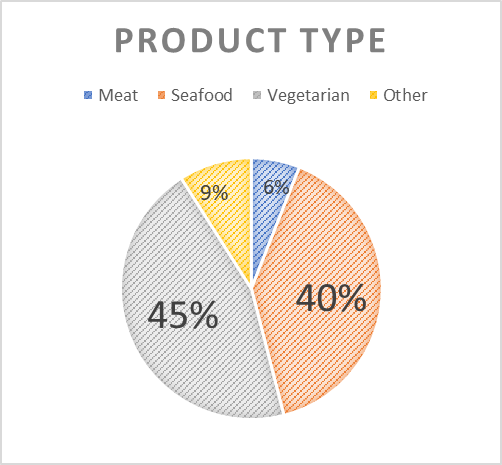 PRODUCT TYPE
Meat Seafood Vegetarian Other
9% 6%
45% 40%